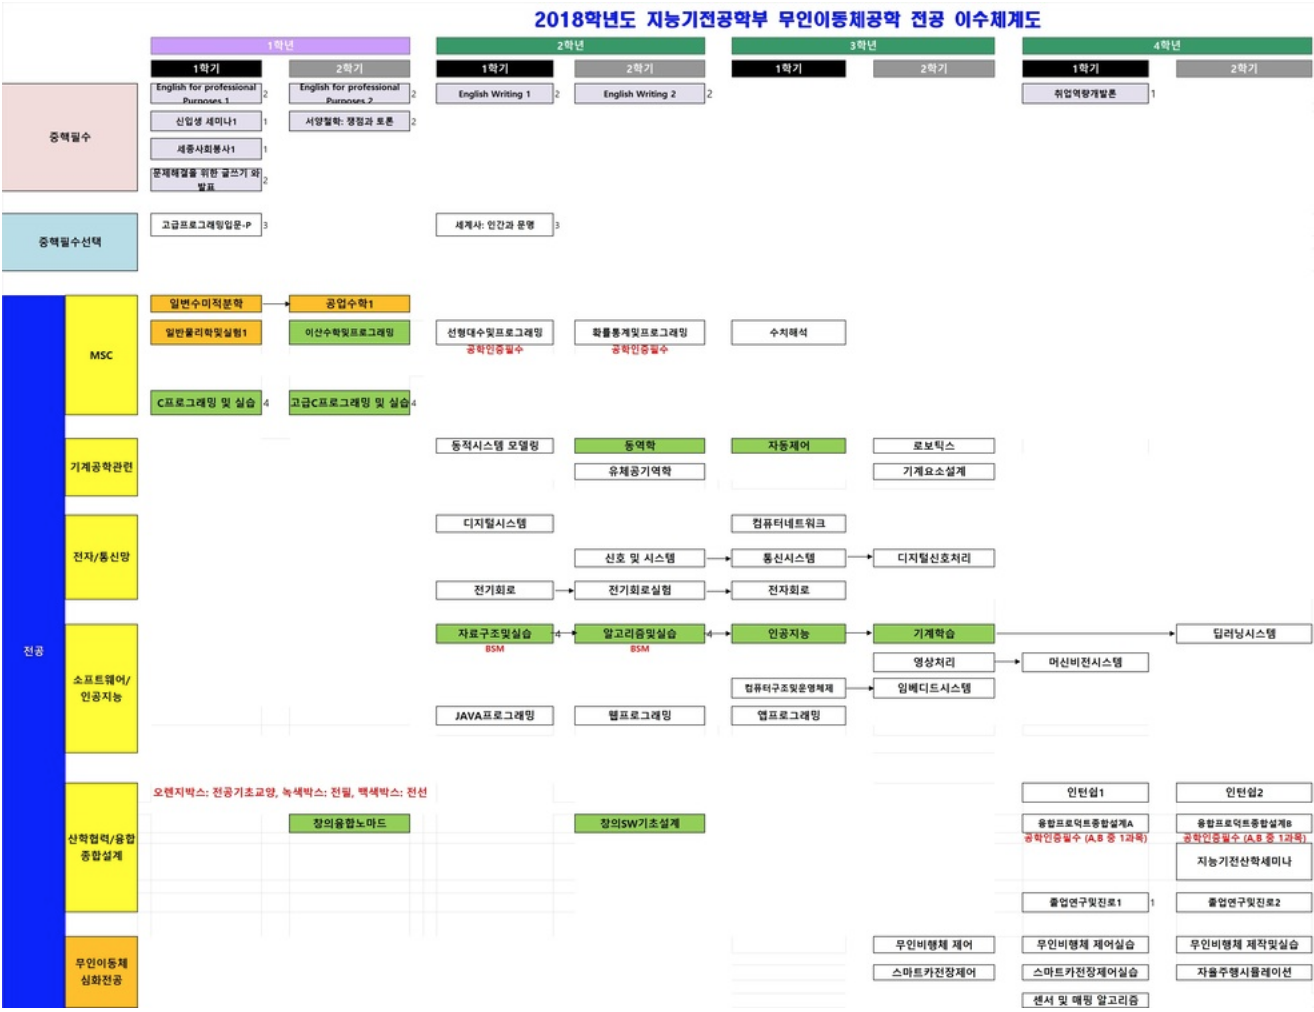 2018학년도 지능기전공학부 무인이동체공학 전공 이수체계도
1학년 2학년 3학년 4학년
1학기 2학기 1학기 2학기 1학기 2학기 1학기 2학기
중핵필수
English for professional Purposes 1 2
English for professional Purposes 2 2
English Writing 1 2
English Writing 2 2
취업역량개발론 1
신입생 세미나1 1
서양철학: 쟁점과 토론 2
세종사회봉사1 1
문제해결을 위한 글쓰기 와
발표 2
중핵필수선택
고급프로그래밍입문-P 3
세계사: 인간과 문명 3
전공
MSC
일변수미적분학 공업수학1
일반물리학및실험1 이산수학및프로그래밍 선형대수및프로그래밍 확률통계및프로그래밍 수치해석
공학인증필수 공학인증필수
C프로그래밍 및 실습 4 고급C프로그래밍 및 실습 4
기계공학관련
동적시스템 모델링 동역학 자동제어 로보틱스
유체공기역학 기계요소설계
전자/통신망
디지털시스템 컴퓨터네트워크
신호 및 시스템 통신시스템 디지털신호처리
전기회로 전기회로실험 전자회로
소프트웨어/
인공지능
자료구조및실습 4 알고리즘및실습 4 인공지능 기계학습 딥러닝시스템
BSM BSM
영상처리 머신비전시스템
컴퓨터구조및운영체제 임베디드시스템
JAVA프로그래밍 웹프로그래밍 앱프로그래밍
산학협력/융합
종합설계
오렌지박스: 전공기초교양, 녹색박스: 전필, 백색박스: 전선
인턴쉽1 인턴쉽2
창의융합노마드 창의SW기초설계 융합프로덕트종합설계A 융합프로덕트종합설계B
공학인증필수 (A,B 중 1과목) 공학인증필수 (A,B 중 1과목)
지능기전산학세미나
졸업연구및진로1 1 졸업연구및진로2
무인이동체
심화전공
무인비행체 제어 무인비행체 제어실습 무인비행체 제작및실습
스마트카전장제어 스마트카전장제어실습 자율주행시뮬레이션
센서 및 매핑 알고리즘